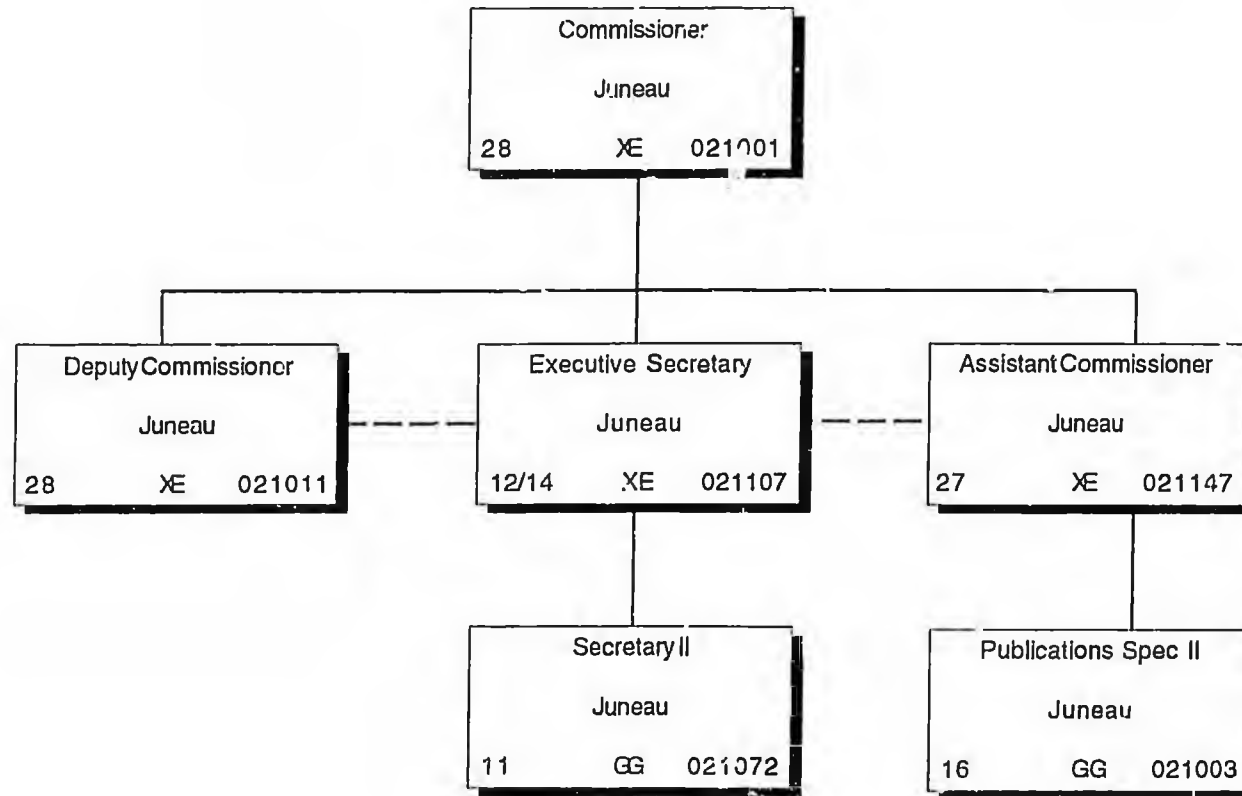 Commissioner
Juneau
28 XE 021001
Deputy Commissioner
Juneau
28 XE 021011
Executive Secretary
Juneau
12/14 XE 021107
Assistant Commissioner
Juneau
27 XE 021147
Secretary II
Juneau
11 GG 021072
Publications Spec II
Juneau
16 GG 021003